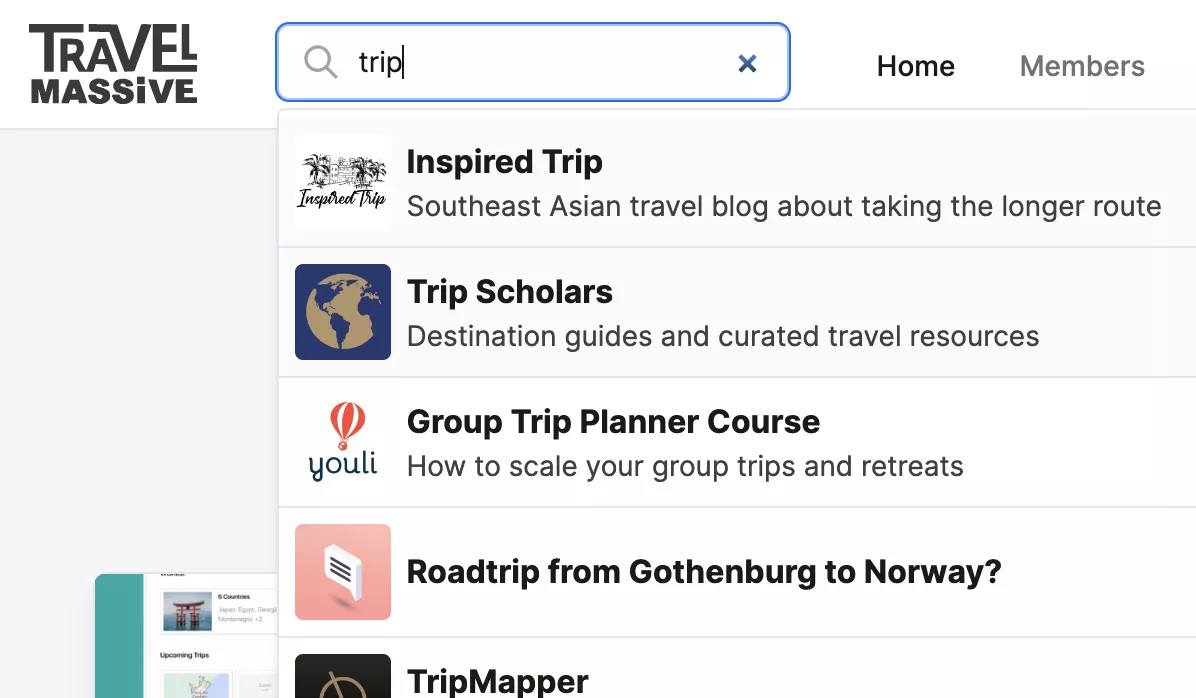 TRAVEL
MASSiVE
trip
Home
Members
Inspired Trip
Inspired Trip
Southeast Asian travel blog about taking the longer route
Trip Scholars
Destination guides and curated travel resources
youli
Group Trip Planner Course
How to scale your group trips and retreats
Roadtrip from Gothenburg to Norway?
TripMapper
6 Countries
Japan, Egypt, Georgi
Montenegro, +2
Upcoming Trips